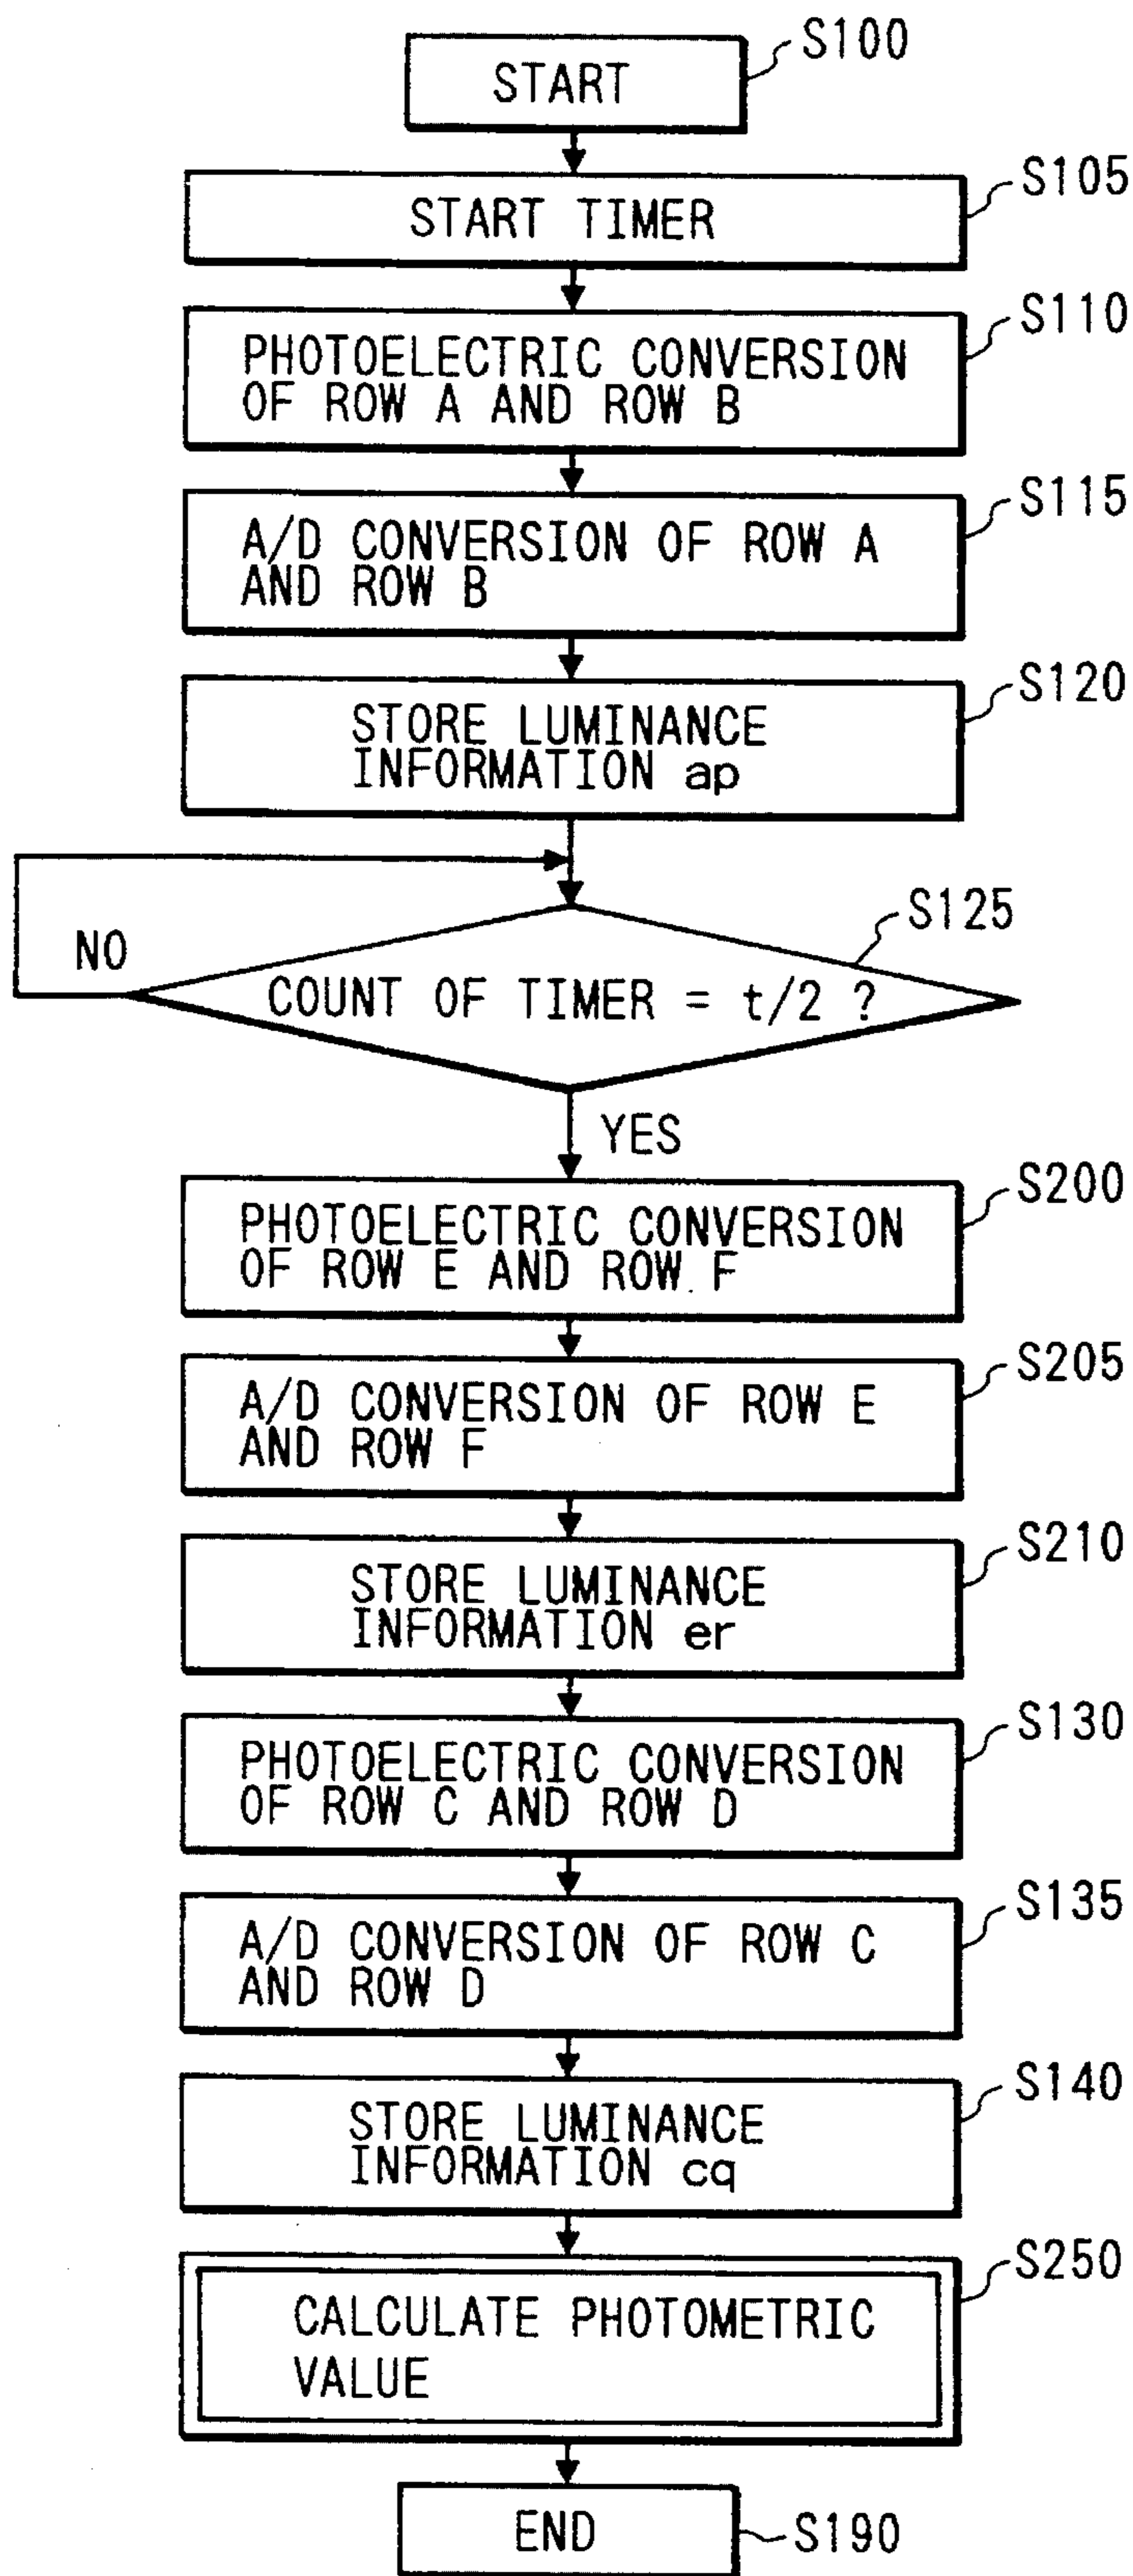 START
S100
START TIMER
S105
PHOTOELECTRIC CONVERSION
OF ROW A AND ROW B
S110
A/D CONVERSION OF ROW A
AND ROW B
S115
STORE LUMINANCE
INFORMATION ap
S120
COUNT OF TIMER = t/2 ?
S125
NO
YES
PHOTOELECTRIC CONVERSION
OF ROW E AND ROW F
S200
A/D CONVERSION OF ROW E
AND ROW F
S205
STORE LUMINANCE
INFORMATION er
S210
PHOTOELECTRIC CONVERSION
OF ROW C AND ROW D
S130
A/D CONVERSION OF ROW C
AND ROW D
S135
STORE LUMINANCE
INFORMATION cq
S140
CALCULATE PHOTOMETRIC
VALUE
S250
END
S190